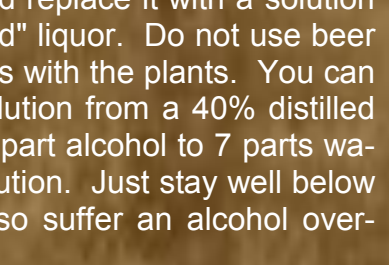 d replace it with a solution
d" liquor. Do not use beer
s with the plants. You can
lution from a 40% distilled
part alcohol to 7 parts wa-
ution. Just stay well below
so suffer an alcohol over-